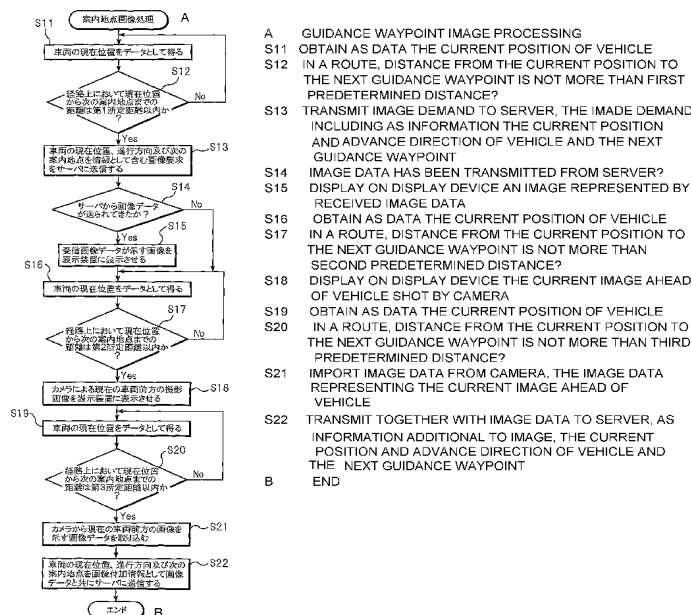 案内地点画像処理 A
S11
車両の現在位置をデータとして得る
S12
経路上において現在位置
から次の案内地点までの
距離は第1所定距離以内か
?
No
Yes
S13
車両の現在位置、進行方向及び次の
案内地点を情報として含む画像要求
をサーバに送信する
S14
サーバから画像データ
が送られてきたか?
No
Yes
S15
受信画像データが示す画像を
表示装置に表示させる
S16
車両の現在位置をデータとして得る
S17
経路上において現在位置
から次の案内地点までの
距離は第2所定距離以内か
?
No
Yes
カメラによる現在の車両前方の撮影
画像を表示装置に表示させる
S18
S19
車両の現在位置をデータとして得る
S20
経路上において現在位置
から次の案内地点までの
距離は第3所定距離以内か
?
No
Yes
カメラから現在の車両前方の画像を
示す画像データを取り込む
S21
車両の現在位置、進行方向及び次の
案内地点を画像付加情報として画像
データと共にサーバに送信する
S22
エンド B
A GUIDANCE WAYPOINT IMAGE PROCESSING
S11 OBTAIN AS DATA THE CURRENT POSITION OF VEHICLE
S12 IN A ROUTE, DISTANCE FROM THE CURRENT POSITION TO
THE NEXT GUIDANCE WAYPOINT IS NOT MORE THAN FIRST
PREDETERMINED DISTANCE?
S13 TRANSMIT IMAGE DEMAND TO SERVER, THE IMADE DEMAND
INCLUDING AS INFORMATION THE CURRENT POSITION
AND ADVANCE DIRECTION OF VEHICLE AND THE NEXT
GUIDANCE WAYPOINT
S14 IMAGE DATA HAS BEEN TRANSMITTED FROM SERVER?
S15 DISPLAY ON DISPLAY DEVICE AN IMAGE REPRESENTED BY
RECEIVED IMAGE DATA
S16 OBTAIN AS DATA THE CURRENT POSITION OF VEHICLE
S17 IN A ROUTE, DISTANCE FROM THE CURRENT POSITION TO
THE NEXT GUIDANCE WAYPOINT IS NOT MORE THAN
SECOND PREDETERMINED DISTANCE?
S18 DISPLAY ON DISPLAY DEVICE THE CURRENT IMAGE AHEAD
OF VEHICLE SHOT BY CAMERA
S19 OBTAIN AS DATA THE CURRENT POSITION OF VEHICLE
S20 IN A ROUTE, DISTANCE FROM THE CURRENT POSITION TO
THE NEXT GUIDANCE WAYPOINT IS NOT MORE THAN THIRD
PREDETERMINED DISTANCE?
S21 IMPORT IMAGE DATA FROM CAMERA, THE IMAGE DATA
REPRESENTING THE CURRENT IMAGE AHEAD OF
VEHICLE
S22 TRANSMIT TOGETHER WITH IMAGE DATA TO SERVER, AS
INFORMATION ADDITIONAL TO IMAGE, THE CURRENT
POSITION AND ADVANCE DIRECTION OF VEHICLE AND
THE NEXT GUIDANCE WAYPOINT
B END